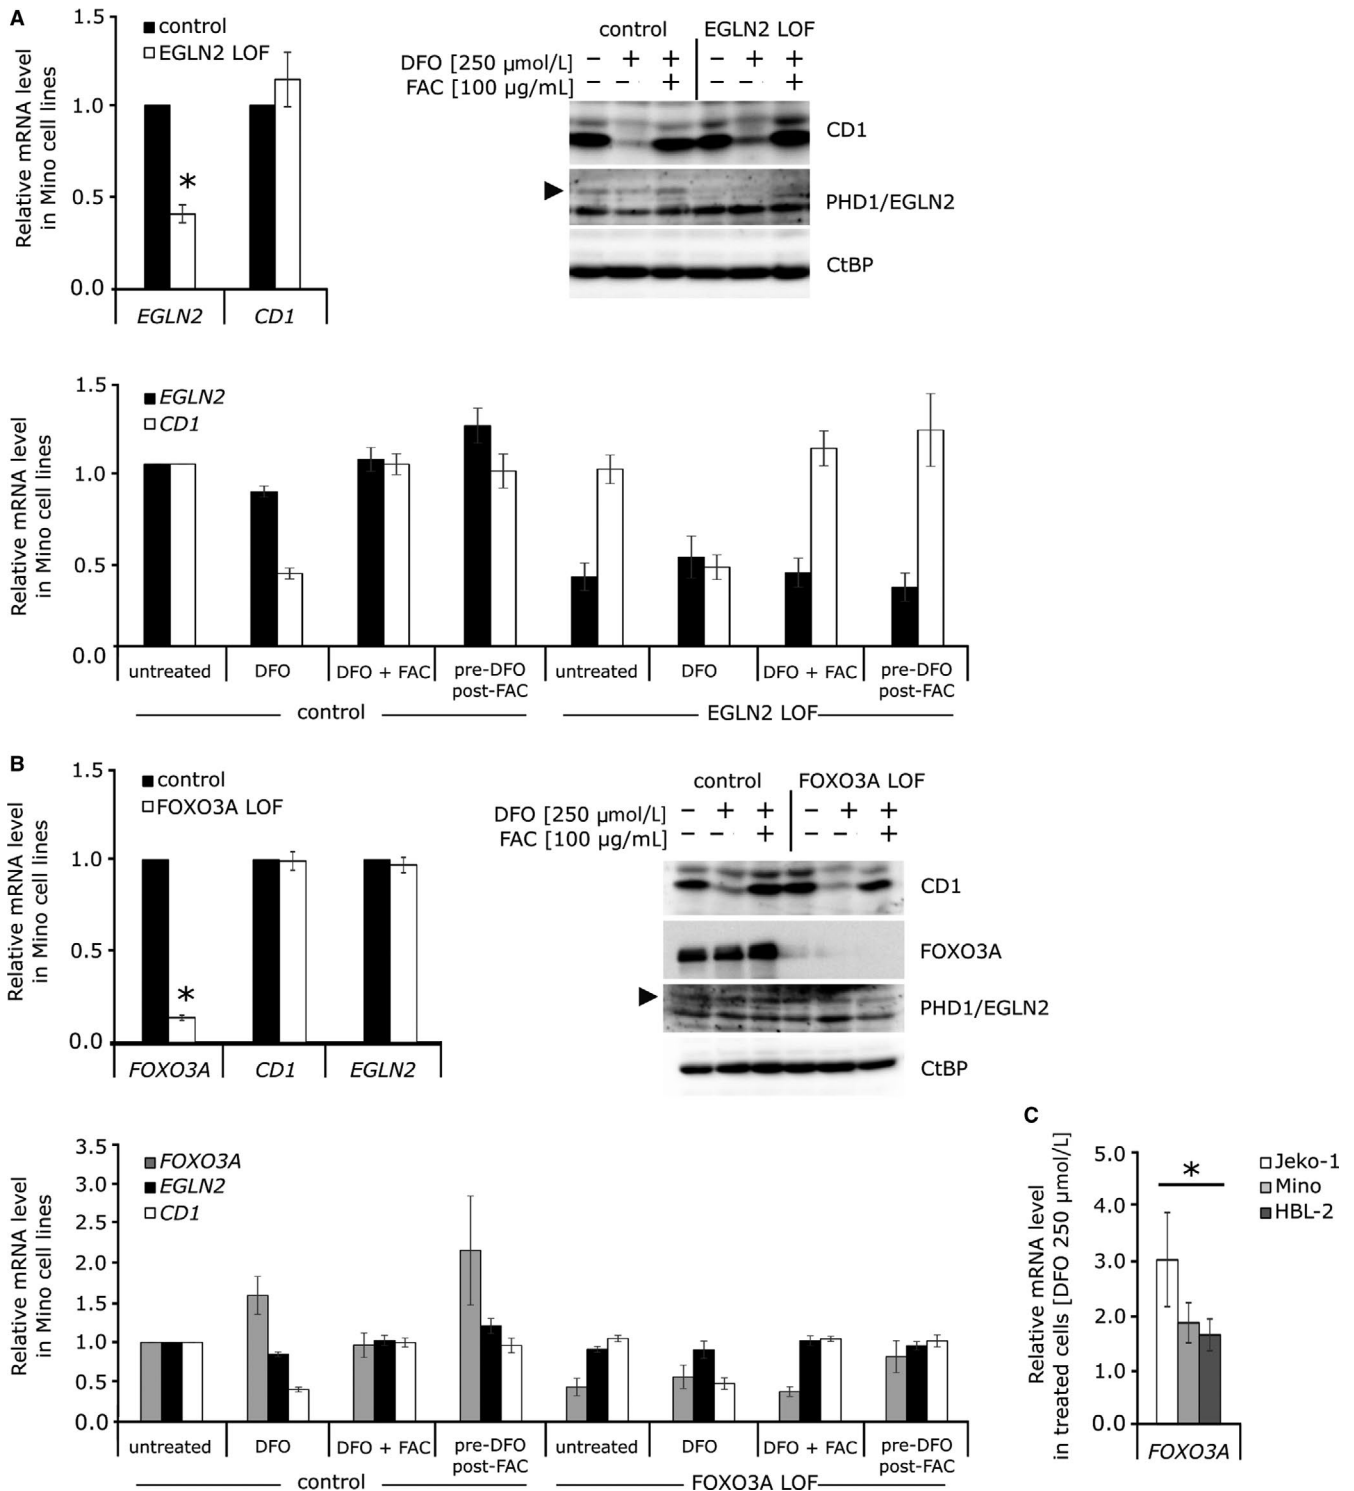 A
1.5
1.0
0.5
0.0
Relative mRNA level
in Mino cell lines
control
EGLN2 LOF
*
EGLN2 CD1
control EGLN2 LOF
DFO [250 µmol/L] − + + − + +
FAC [100 µg/mL] − − + − − +
CD1
PHD1/EGLN2
CtBP
1.5
1.0
0.5
0.0
Relative mRNA level
in Mino cell lines
EGLN2
CD1
untreated DFO DFO + FAC pre-DFO untreated DFO DFO + FAC pre-DFO
post-FAC post-FAC
control EGLN2 LOF
B
1.5
1.0
0.5
0.0
Relative mRNA level
in Mino cell lines
control
FOXO3A LOF
*
FOXO3A CD1 EGLN2
control FOXO3A LOF
DFO [250 µmol/L] − + + − + +
FAC [100 µg/mL] − − + − − +
CD1
FOXO3A
PHD1/EGLN2
CtBP
3.5
3.0
2.5
2.0
1.5
1.0
0.5
0.0
Relative mRNA level
in Mino cell lines
FOXO3A
EGLN2
CD1
untreated DFO DFO + FAC pre-DFO untreated DFO DFO + FAC pre-DFO
post-FAC post-FAC
control FOXO3A LOF
C
5.0
4.0
3.0
2.0
1.0
0.0
Relative mRNA level
in treated cells [DFO 250 µmol/L]
*
Jeko-1
Mino
HBL-2
FOXO3A